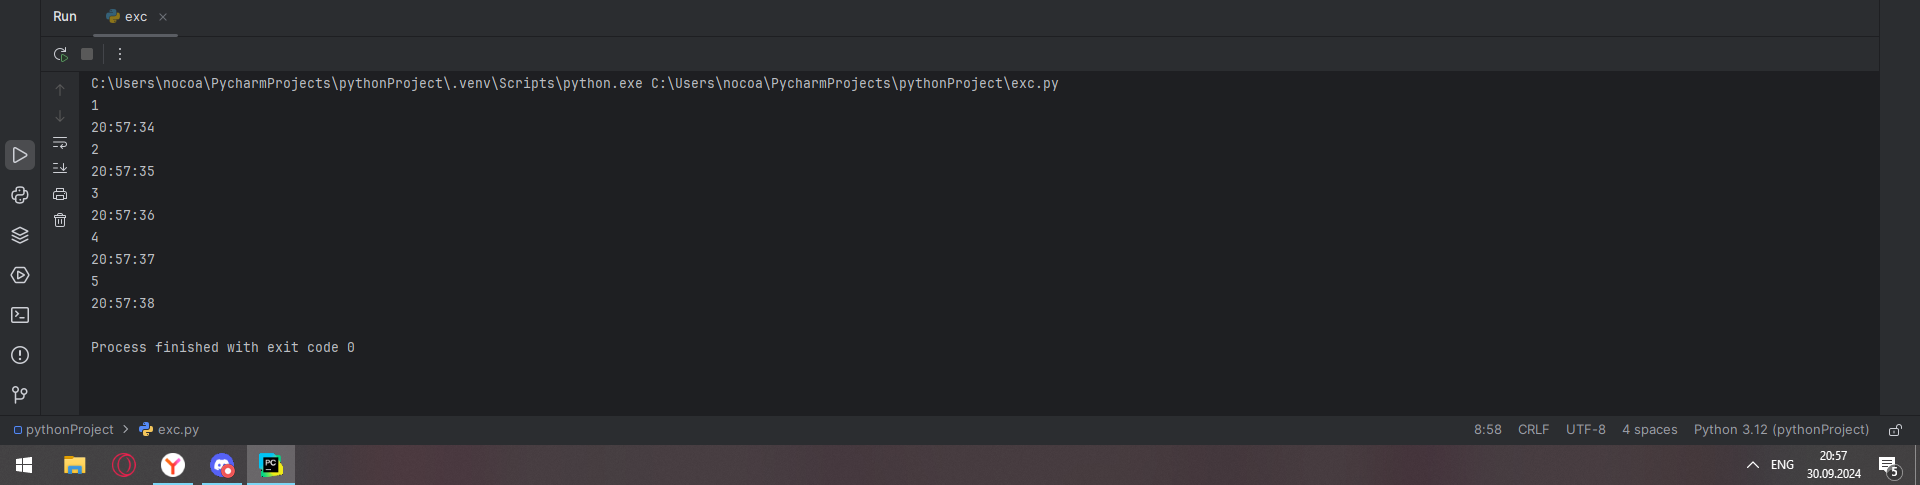 Run exc
C:\Users\nocoa\PycharmProjects\pythonProject\.venv\Scripts\python.exe C:\Users\nocoa\PycharmProjects\pythonProject\exc.py
1
20:57:34
2
20:57:35
3
20:57:36
4
20:57:37
5
20:57:38
Process finished with exit code 0
pythonProject > exc.py 8:58 CRLF UTF-8 4 spaces Python 3.12 (pythonProject)
PC ENG 20:57
30.09.2024 5